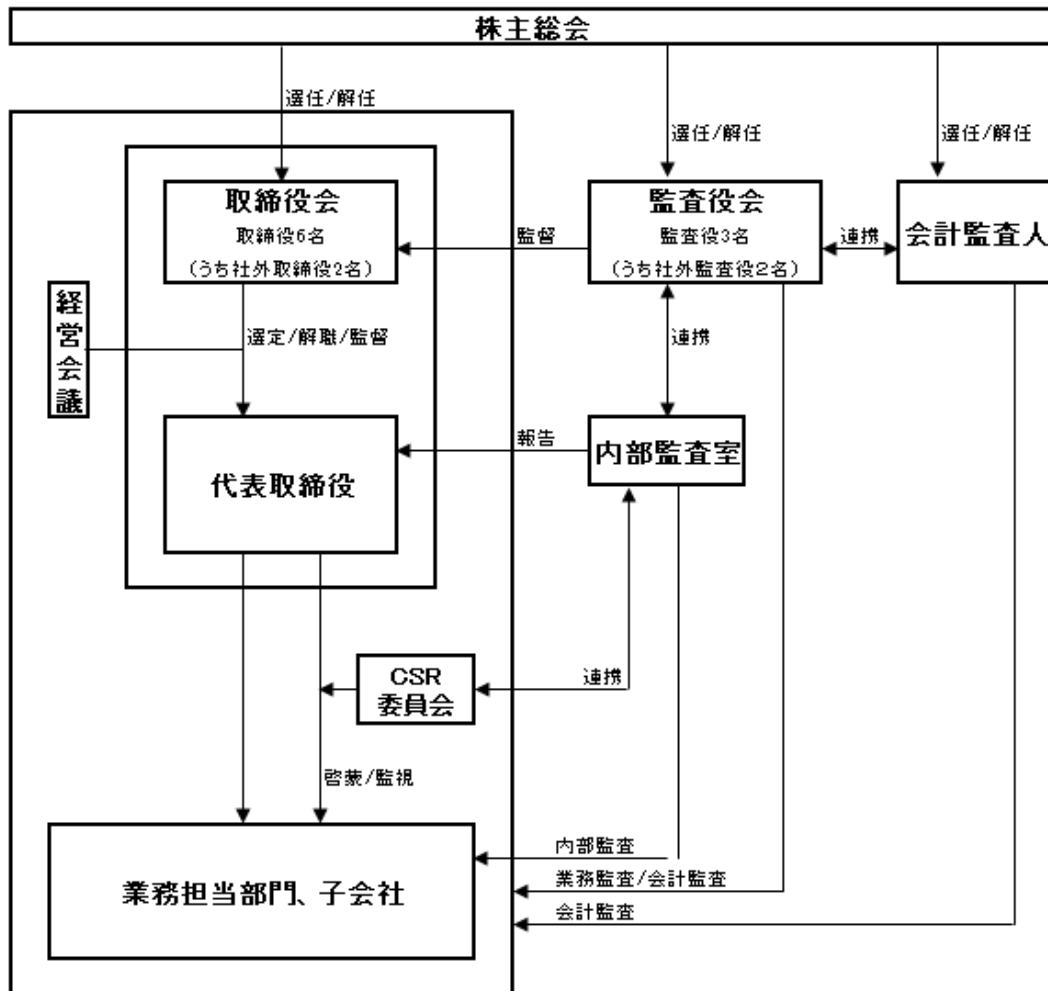 株主総会
選任/解任
選任/解任
選任/解任
取締役会
取締役6名
(うち社外取締役2名)
監督
監査役会
監査役3名
(うち社外監査役2名)
連携
会計監査人
経営会議
選定/解職/監督
連携
代表取締役
報告
内部監査室
CSR
委員会
連携
啓蒙/監視
業務担当部門、子会社
内部監査
業務監査/会計監査
会計監査